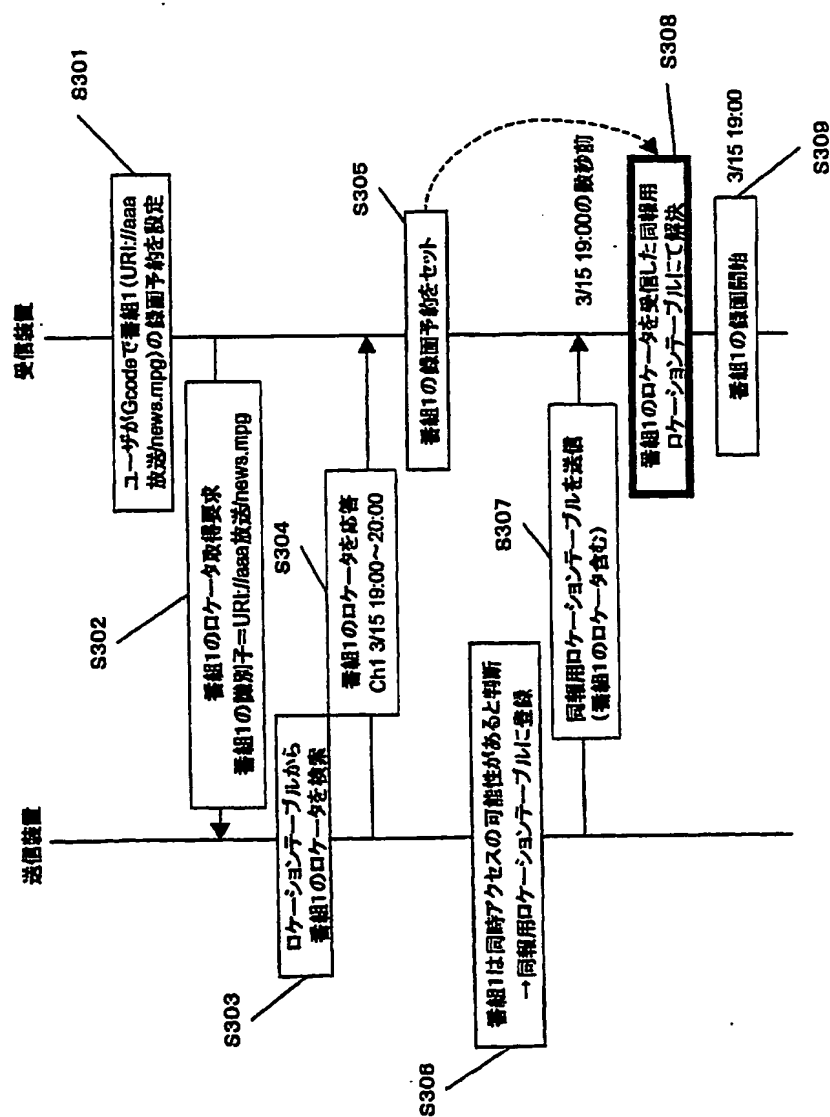 送信装置
受信装置
S301
ユーザがGcodeで番組1(URI://aaa
放送/news.mpg)の録画予約を設定
S302
番組1のロケータ取得要求
番組1の識別子=URI://aaa放送/news.mpg
S303
ロケーションテーブルから
番組1のロケータを検索
S304
番組1のロケータを応答
Ch1 3/15 19:00~20:00
S305
番組1の録画予約をセット
S306
番組1は同時アクセスの可能性があると判断
→同報用ロケーションテーブルに登録
S307
同報用ロケーションテーブルを送信
(番組1のロケータ含む)
3/15 19:00の数秒前
S308
番組1のロケータを受信した同報用
ロケーションテーブルにて解決
3/15 19:00
S309
番組1の録画開始